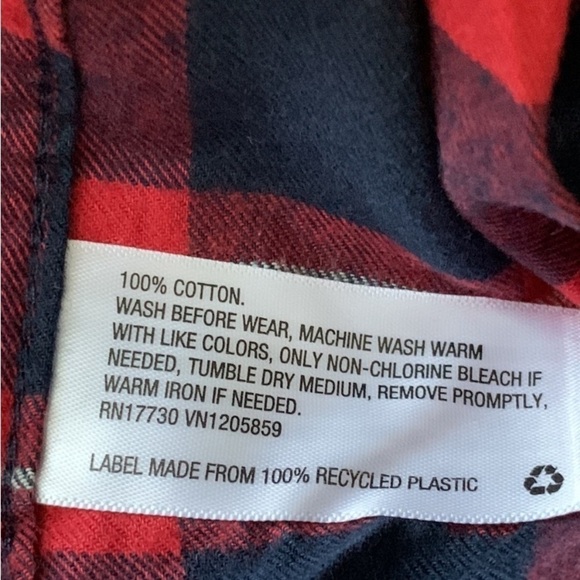 100% COTTON.
WASH BEFORE WEAR, MACHINE WASH WARM
WITH LIKE COLORS, ONLY NON-CHLORINE BLEACH IF
NEEDED, TUMBLE DRY MEDIUM, REMOVE PROMPTLY,
WARM IRON IF NEEDED.
RN17730 VN1205859
LABEL MADE FROM 100% RECYCLED PLASTIC